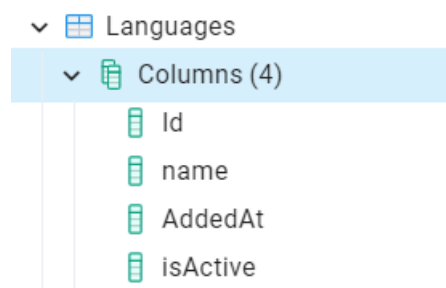 Languages
Columns (4)
Id
name
AddedAt
isActive